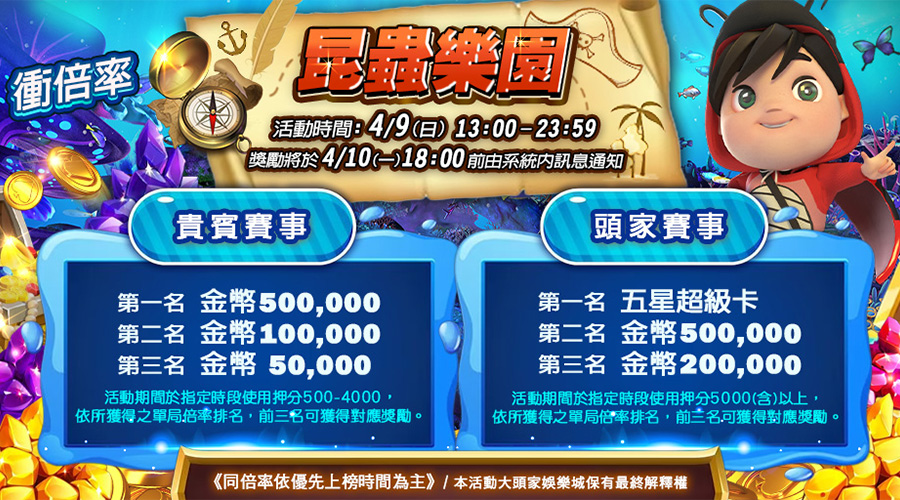 衝倍率
昆蟲樂園
活動時間：4/9(日) 13:00-23:59
獎勵將於 4/10(一)18:00 前由系統內訊息通知
貴賓賽事
第一名 金幣500,000
第二名 金幣100,000
第三名 金幣 50,000
活動期間於指定時段使用押分500-4000，
依所獲得之單局倍率排名，前三名可獲得對應獎勵。
頭家賽事
第一名 五星超級卡
第二名 金幣500,000
第三名 金幣200,000
活動期間於指定時段使用押分5000(含)以上，
依所獲得之單局倍率排名，前三名可獲得對應獎勵。
《同倍率依優先上榜時間為主》/ 本活動大頭家娛樂城保有最終解釋權